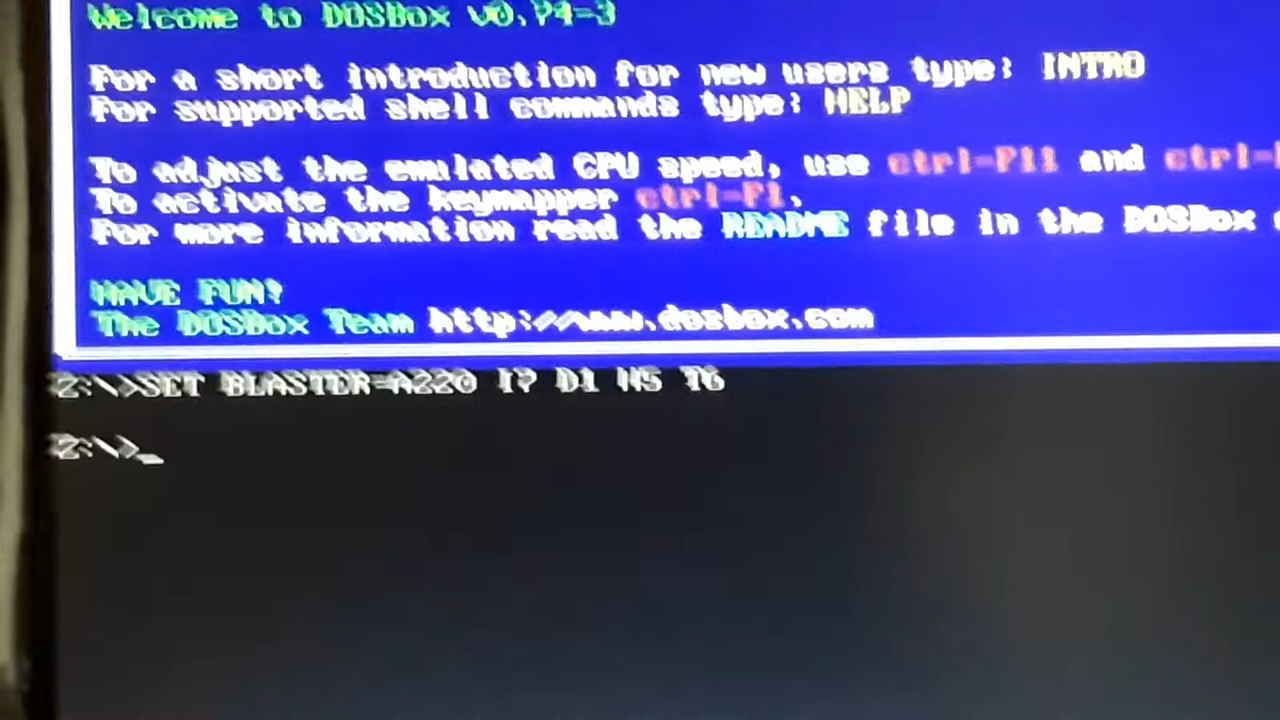 Welcome to DOSBox v0.74-3
For a short introduction for new users type: INTRO
For supported shell commands type: HELP
To adjust the emulated CPU speed, use ctrl-F11 and ctrl-
To activate the keymapper ctrl-F1.
For more information read the README file in the DOSBox
HAVE FUN!
The DOSBox Team http://www.dosbox.com
Z:\>SET BLASTER=A220 I7 D1 H5 T6
Z:\>_